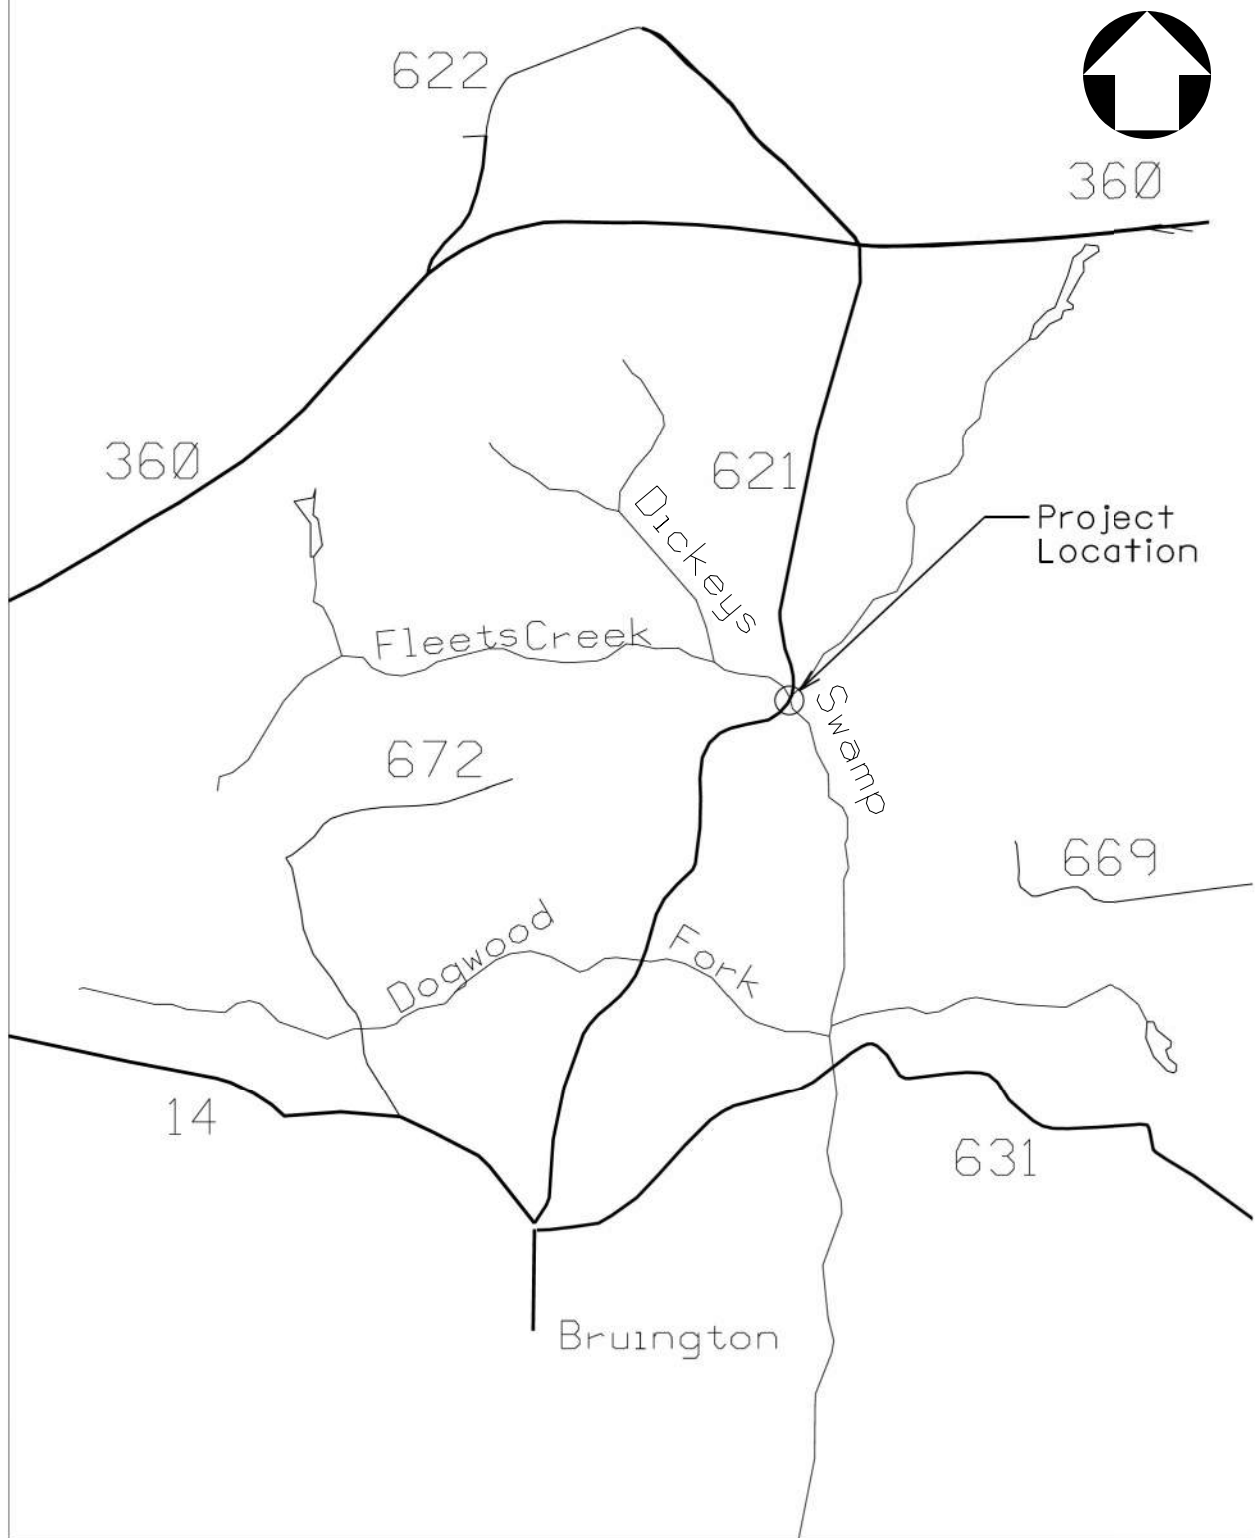 622
360
360
621
Project
Location
Dickeys
FleetsCreek
Swamp
672
669
Dogwood
Fork
14
631
Bruington